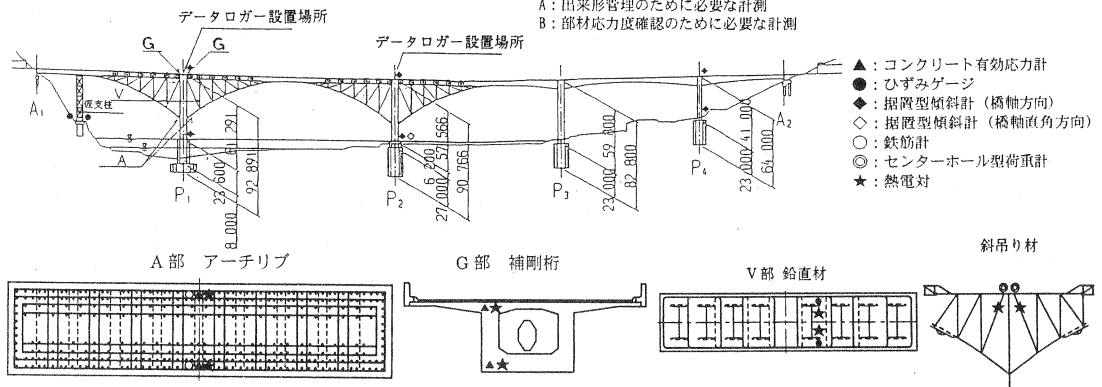 A：出来形管理のために必要な計測
B：部材応力度確認のために必要な計測
データロガー設置場所
データロガー設置場所
G
G
V
A₁
仮支柱
A
P₁
P₂
P₃
P₄
A₂
8 000
23 600
92 891
27 000
6 200
57 566
90 766
23 000
59 800
82 800
23 000
41 000
64 000
▲：コンクリート有効応力計
●：ひずみゲージ
◆：据置型傾斜計（橋軸方向）
◇：据置型傾斜計（橋軸直角方向）
○：鉄筋計
◎：センターホール型荷重計
★：熱電対
A部 アーチリブ
G部 補剛桁
V部 鉛直材
斜吊り材